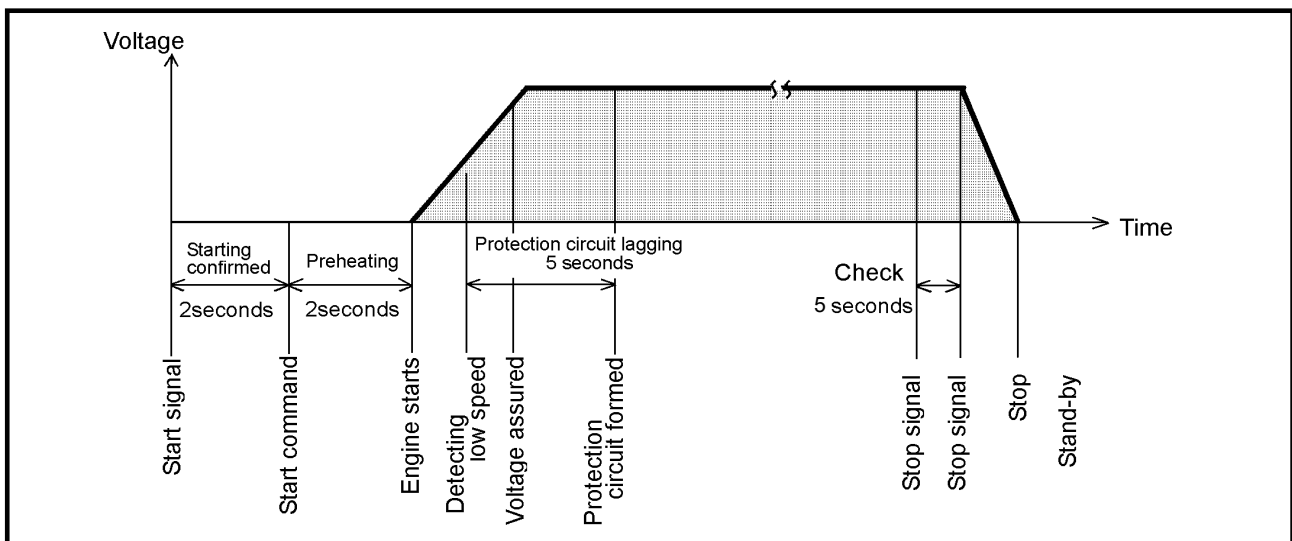 Voltage
Time
Starting
confirmed
2seconds
Preheating
2seconds
Protection circuit lagging
5 seconds
Check
5 seconds
Start signal
Start command
Engine starts
Detecting
low speed
Voltage assured
Protection
circuit formed
Stop signal
Stop signal
Stop
Stand-by